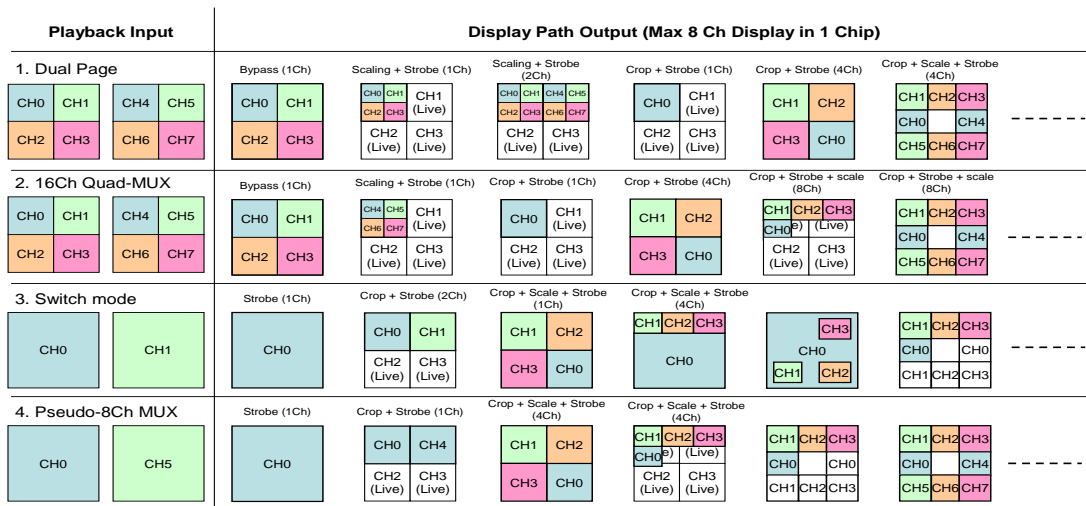 Playback Input
Display Path Output (Max 8 Ch Display in 1 Chip)
1. Dual Page
CH0 CH1
CH2 CH3
CH4 CH5
CH6 CH7
Bypass (1Ch)
CH0 CH1
CH2 CH3
Scaling + Strobe (1Ch)
CH0 CH1
CH2 CH3
CH1
(Live)
CH2 CH3
(Live) (Live)
Scaling + Strobe
(2Ch)
CH0 CH1 CH4 CH5
CH2 CH3 CH6 CH7
CH2 CH3
(Live) (Live)
Crop + Strobe (1Ch)
CH0 CH1
(Live)
CH2 CH3
(Live) (Live)
Crop + Strobe (4Ch)
CH1 CH2
CH3 CH0
Crop + Scale + Strobe
(4Ch)
CH1 CH2 CH3
CH0 CH4
CH5 CH6 CH7
2. 16Ch Quad-MUX
CH0 CH1
CH2 CH3
CH4 CH5
CH6 CH7
Bypass (1Ch)
CH0 CH1
CH2 CH3
Scaling + Strobe (1Ch)
CH4 CH5
CH6 CH7
CH1
(Live)
CH2 CH3
(Live) (Live)
Crop + Strobe (1Ch)
CH0 CH1
(Live)
CH2 CH3
(Live) (Live)
Crop + Strobe (4Ch)
CH1 CH2
CH3 CH0
Crop + Strobe + scale
(8Ch)
CH1 CH2 CH3
CH0 e) (Live)
CH2 CH3
(Live) (Live)
Crop + Strobe + scale
(8Ch)
CH1 CH2 CH3
CH0 CH4
CH5 CH6 CH7
3. Switch mode
CH0
CH1
Strobe (1Ch)
CH0
Crop + Strobe (2Ch)
CH0 CH1
CH2 CH3
(Live) (Live)
Crop + Scale + Strobe
(1Ch)
CH1 CH2
CH3 CH0
Crop + Scale + Strobe
(4Ch)
CH1 CH2 CH3
CH0
CH3
CH0
CH1 CH2
CH1 CH2 CH3
CH0 CH0
CH1 CH2 CH3
4. Pseudo-8Ch MUX
CH0
CH5
Strobe (1Ch)
CH0
Crop + Strobe (1Ch)
CH0 CH4
CH2 CH3
(Live) (Live)
Crop + Scale + Strobe
(4Ch)
CH1 CH2
CH3 CH0
Crop + Scale + Strobe
(4Ch)
CH1 CH2 CH3
CH0 e) (Live)
CH2 CH3
(Live) (Live)
CH1 CH2 CH3
CH0 CH0
CH1 CH2 CH3
CH1 CH2 CH3
CH0 CH4
CH5 CH6 CH7